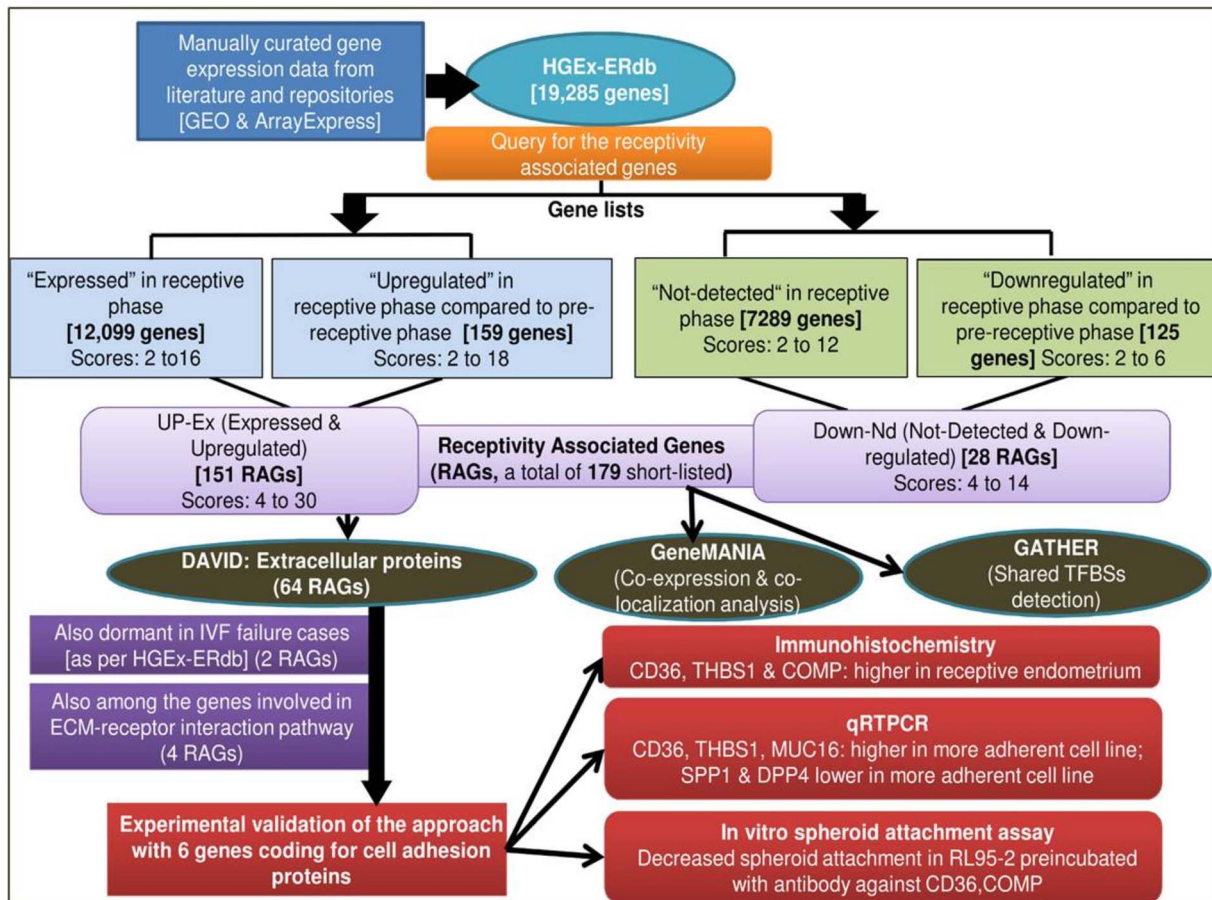 Manually curated gene
expression data from
literature and repositories
[GEO & ArrayExpress]
HGEx-ERdb
[19,285 genes]
Query for the receptivity
associated genes
Gene lists
“Expressed” in receptive
phase
[12,099 genes]
Scores: 2 to16
“Upregulated” in
receptive phase compared to pre-
receptive phase [159 genes]
Scores: 2 to 18
“Not-detected“ in receptive
phase [7289 genes]
Scores: 2 to 12
“Downregulated” in
receptive phase compared to
pre-receptive phase [125
genes] Scores: 2 to 6
UP-Ex (Expressed &
Upregulated)
[151 RAGs]
Scores: 4 to 30
Receptivity Associated Genes
(RAGs, a total of 179 short-listed)
Down-Nd (Not-Detected & Down-
regulated) [28 RAGs]
Scores: 4 to 14
DAVID: Extracellular proteins
(64 RAGs)
GeneMANIA
(Co-expression & co-
localization analysis)
GATHER
(Shared TFBSs
detection)
Also dormant in IVF failure cases
[as per HGEx-ERdb] (2 RAGs)
Also among the genes involved in
ECM-receptor interaction pathway
(4 RAGs)
Experimental validation of the approach
with 6 genes coding for cell adhesion
proteins
Immunohistochemistry
CD36, THBS1 & COMP: higher in receptive endometrium
qRTPCR
CD36, THBS1, MUC16: higher in more adherent cell line;
SPP1 & DPP4 lower in more adherent cell line
In vitro spheroid attachment assay
Decreased spheroid attachment in RL95-2 preincubated
with antibody against CD36,COMP